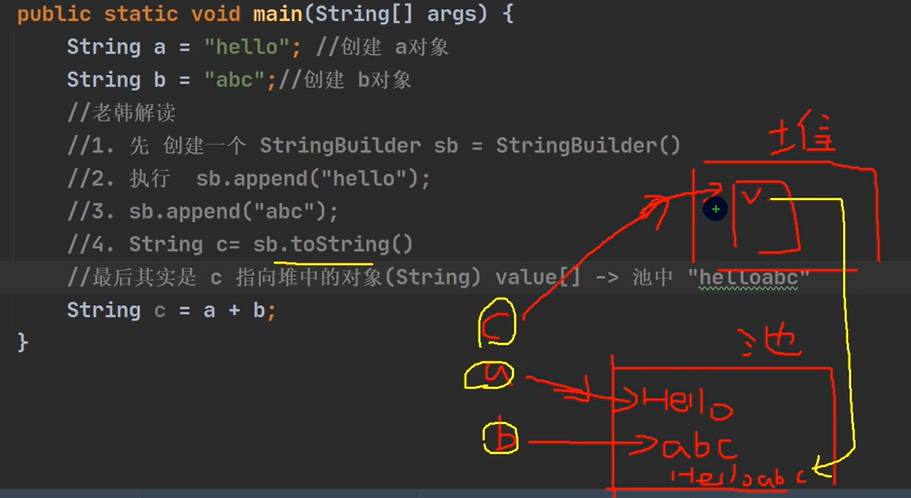 public static void main(String[] args) {
String a = "hello"; //创建 a对象
String b = "abc";//创建 b对象
//老韩解读
//1. 先 创建一个 StringBuilder sb = StringBuilder()
//2. 执行  sb.append("hello");
//3. sb.append("abc");
//4. String c= sb.toString()
//最后其实是 c 指向堆中的对象(String) value[] -> 池中 "helloabc"
String c = a + b;
}
堆
v
c
池
a
Hello
b
abc
Helloabc